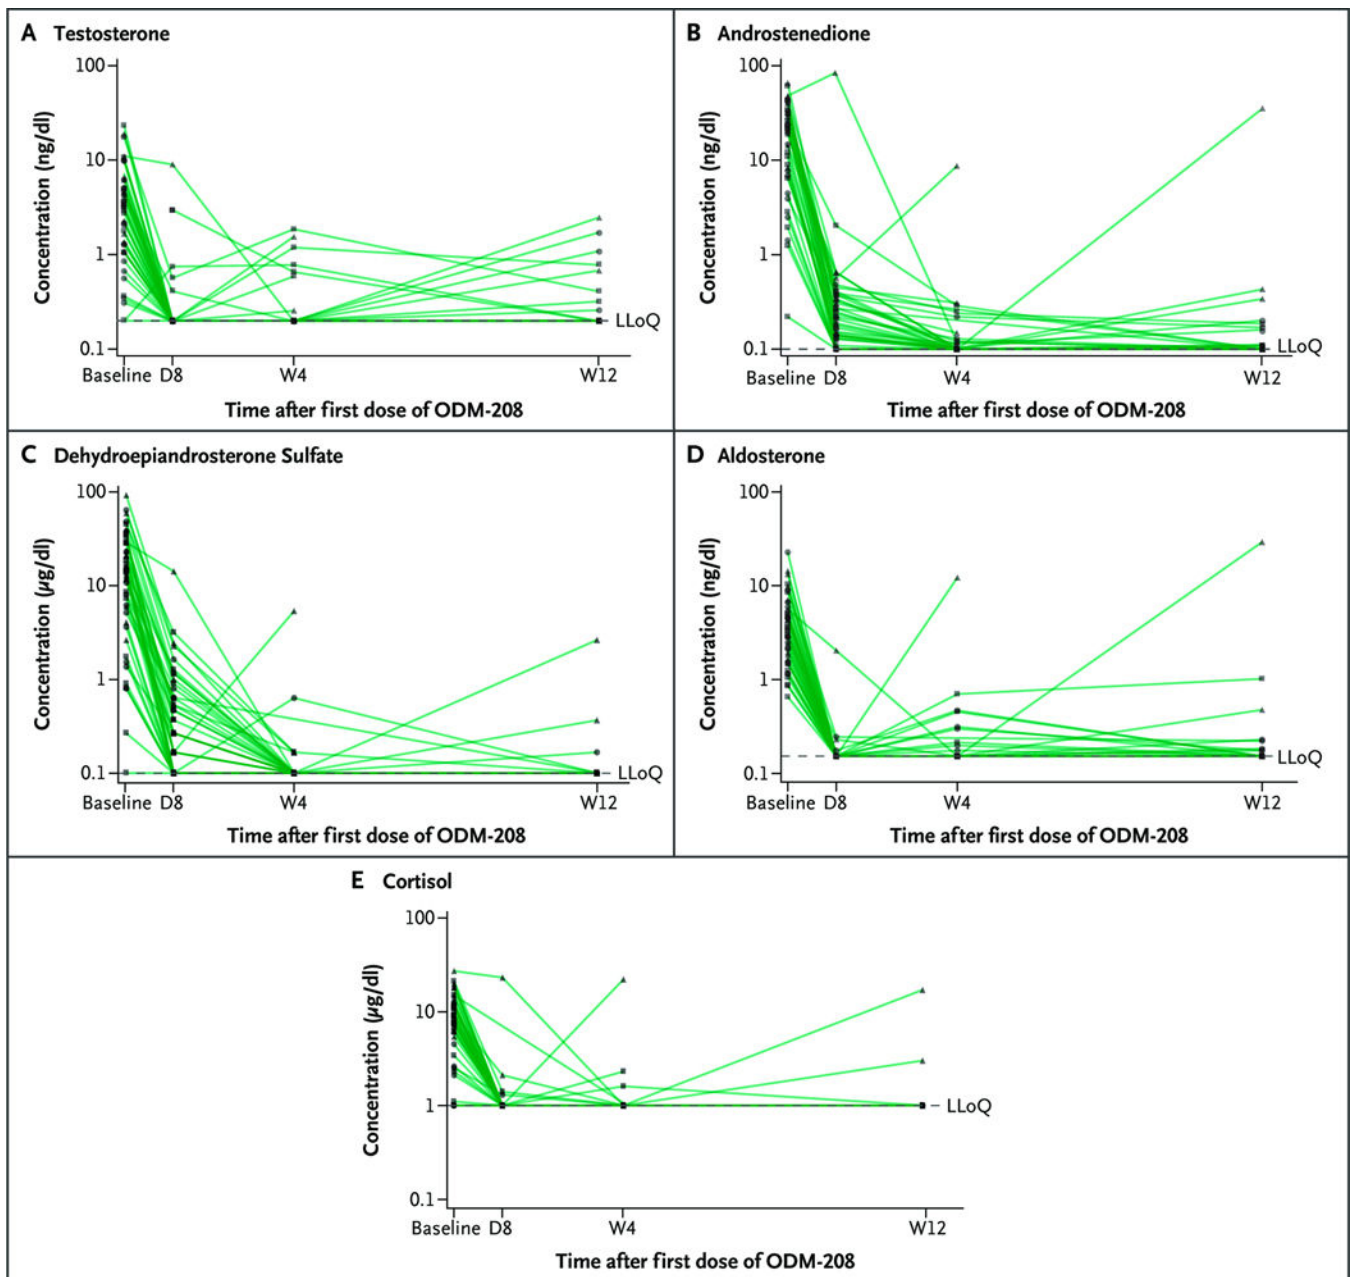 A Testosterone
Concentration (ng/dl)
100
10
1
0.1
LLoQ
Baseline D8 W4 W12
Time after first dose of ODM-208
B Androstenedione
Concentration (ng/dl)
100
10
1
0.1
LLoQ
Baseline D8 W4 W12
Time after first dose of ODM-208
C Dehydroepiandrosterone Sulfate
Concentration (µg/dl)
100
10
1
0.1
LLoQ
Baseline D8 W4 W12
Time after first dose of ODM-208
D Aldosterone
Concentration (ng/dl)
100
10
1
0.1
LLoQ
Baseline D8 W4 W12
Time after first dose of ODM-208
E Cortisol
Concentration (µg/dl)
100
10
1
0.1
LLoQ
Baseline D8 W4 W12
Time after first dose of ODM-208